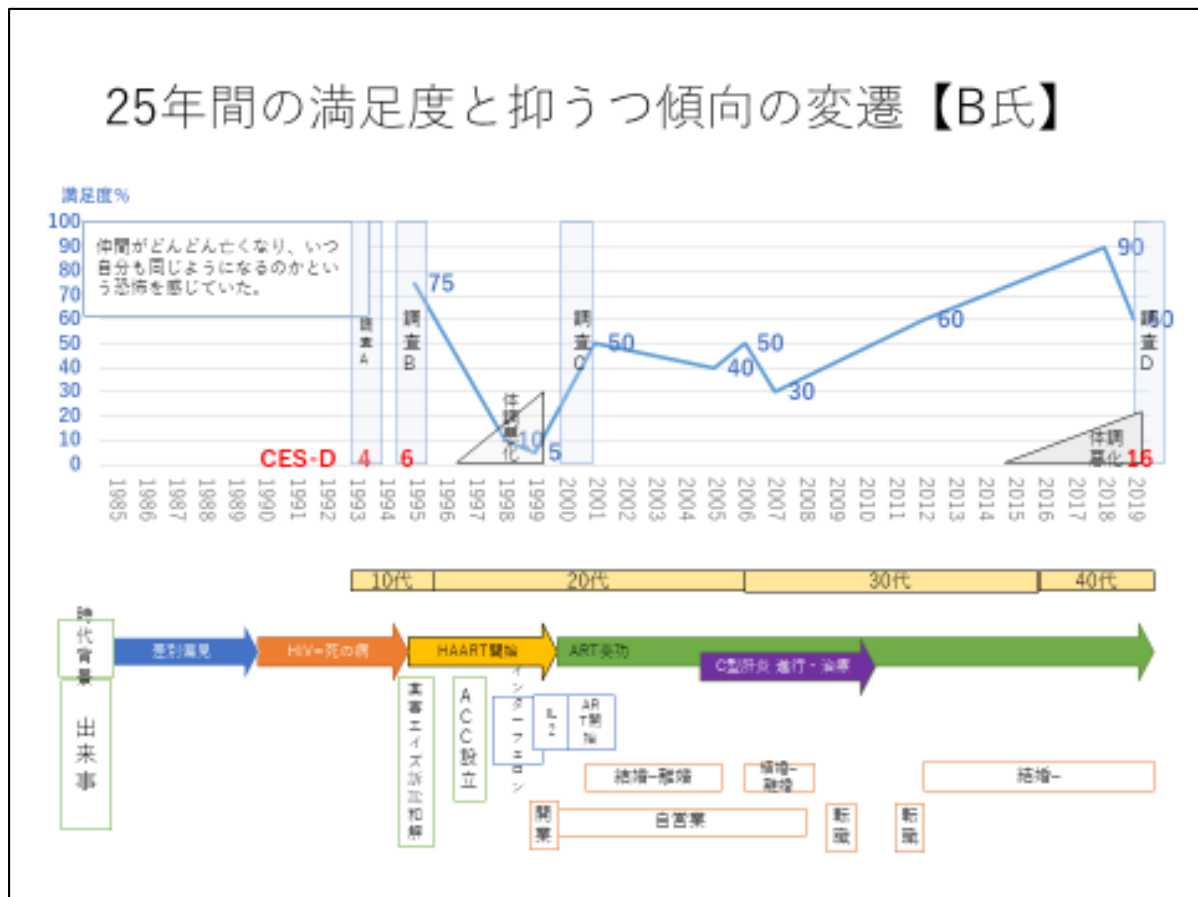 25年間の満足度と抑うつ傾向の変遷【B氏】
満足度%
100
90
80
70
60
50
40
30
20
10
0
仲間がどんどん亡くなり、いつ
自分も同じようになるのかとい
う恐怖を感じていた。
調査A
調査B
調査C
調査D
75
10
5
50
40
50
30
60
90
60
体調悪化
体調
悪化
CES-D
4
6
16
1985
1986
1987
1988
1989
1990
1991
1992
1993
1994
1995
1996
1997
1998
1999
2000
2001
2002
2003
2004
2005
2006
2007
2008
2009
2010
2011
2012
2013
2014
2015
2016
2017
2018
2019
10代
20代
30代
40代
時代背景
差別偏見
HIV=死の病
HAART開始
ART奏功
C型肝炎 進行・治療
出来事
薬害エイズ訴訟和解
ACC設立
インターフェロン
IL2
AR
T開
始
結婚–離婚
結婚–
離婚
結婚–
開業
自営業
転職
転職